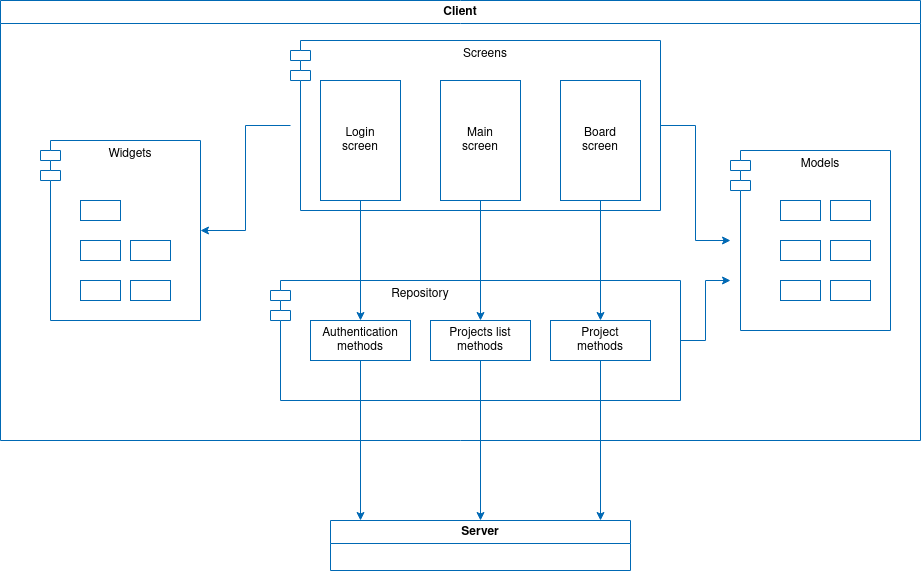 Client
Screens
Login
screen
Main
screen
Board
screen
Widgets
Models
Repository
Authentication
methods
Projects list
methods
Project
methods
Server